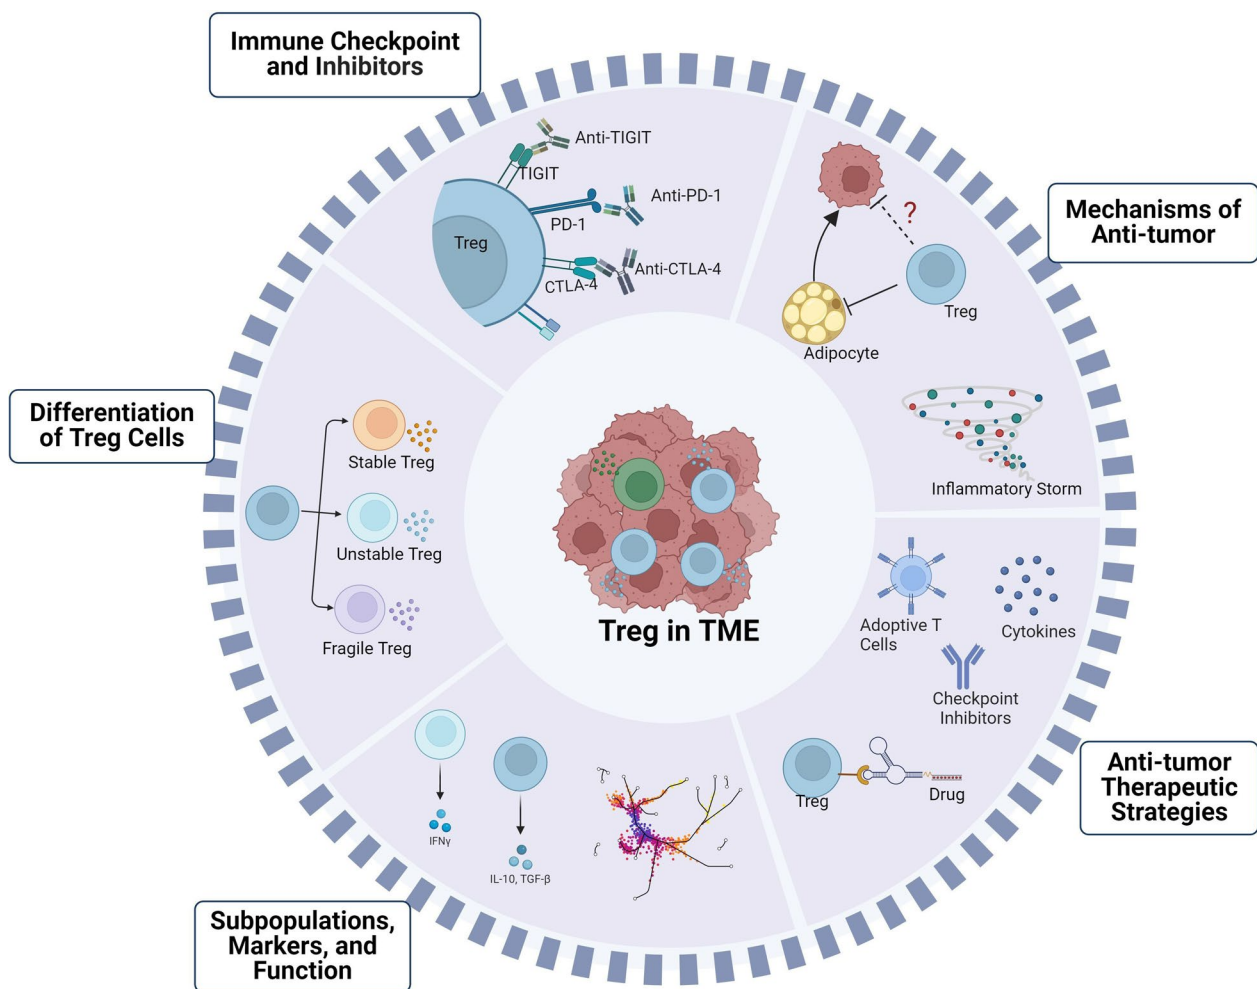 Immune Checkpoint
and Inhibitors
Anti-TIGIT
TIGIT
Anti-PD-1
PD-1
Treg
Anti-CTLA-4
CTLA-4
Mechanisms of
Anti-tumor
?
Treg
Adipocyte
Inflammatory Storm
Differentiation
of Treg Cells
Stable Treg
Unstable Treg
Fragile Treg
Treg in TME
Adoptive T
Cells
Cytokines
Checkpoint
Inhibitors
Treg
Drug
Anti-tumor
Therapeutic
Strategies
IFNγ
IL-10, TGF-β
Subpopulations,
Markers, and
Function